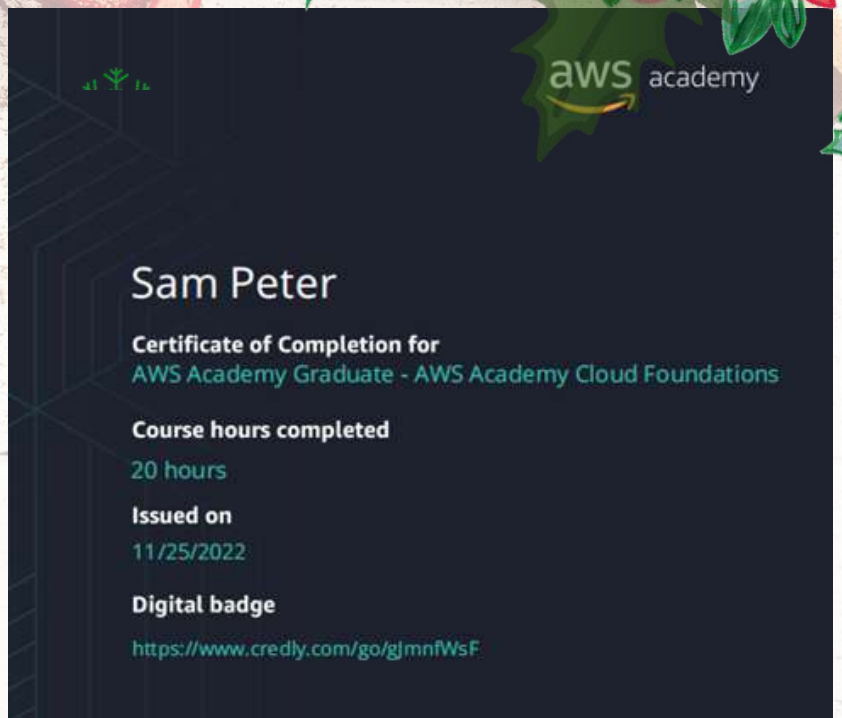 aws academy
Sam Peter
Certificate of Completion for
AWS Academy Graduate - AWS Academy Cloud Foundations
Course hours completed
20 hours
Issued on
11/25/2022
Digital badge
https://www.credly.com/go/gJmnfWsF